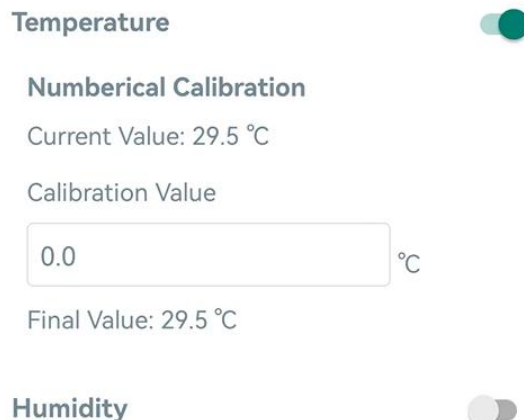 Temperature
Numberical Calibration
Current Value: 29.5 ℃
Calibration Value
0.0 ℃
Final Value: 29.5 ℃
Humidity